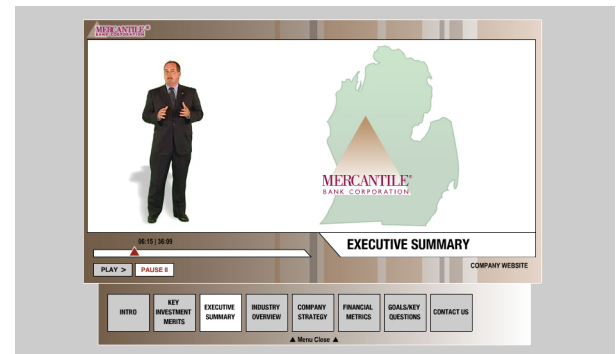 MERCANTILE®
BANK CORPORATION
MERCANTILE®
BANK CORPORATION
06:15 | 36:09
EXECUTIVE SUMMARY
PLAY >
PAUSE II
COMPANY WEBSITE
INTRO
KEY
INVESTMENT
MERITS
EXECUTIVE
SUMMARY
INDUSTRY
OVERVIEW
COMPANY
STRATEGY
FINANCIAL
METRICS
GOALS/KEY
QUESTIONS
CONTACT US
▲ Menu Close ▲